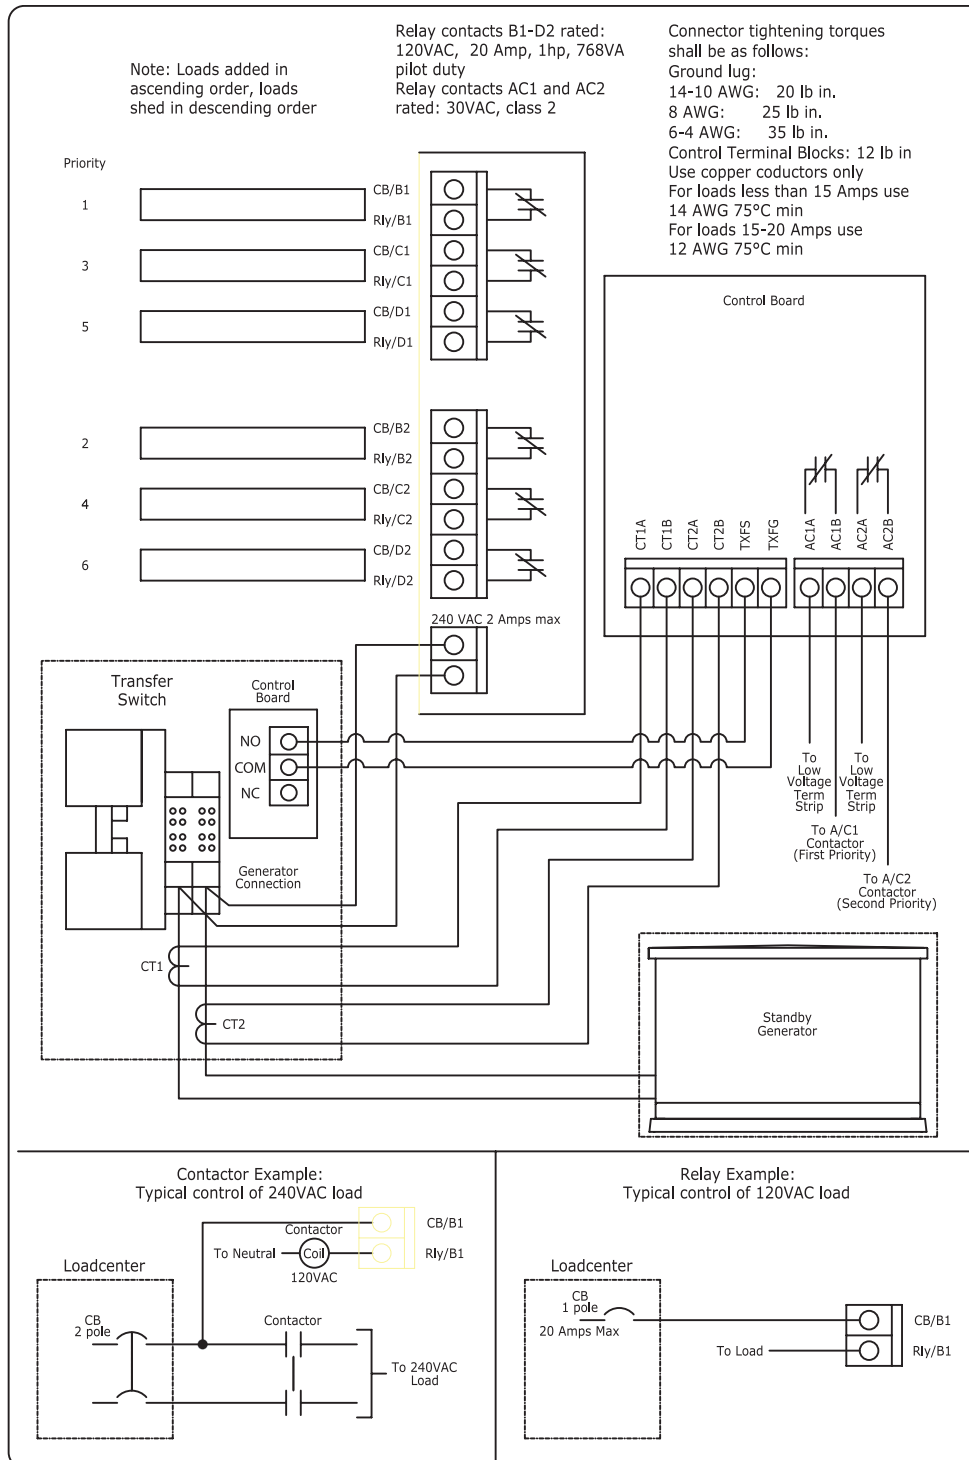 Note: Loads added in
ascending order, loads
shed in descending order
Relay contacts B1-D2 rated:
120VAC,  20 Amp, 1hp, 768VA
pilot duty
Relay contacts AC1 and AC2
rated: 30VAC, class 2
Connector tightening torques
shall be as follows:
Ground lug:
14-10 AWG:   20 lb in.
8 AWG:      25 lb in.
6-4 AWG:     35 lb in.
Control Terminal Blocks: 12 lb in
Use copper coductors only
For loads less than 15 Amps use
14 AWG 75°C min
For loads 15-20 Amps use
12 AWG 75°C min
Priority
1
CB/B1
Rly/B1
3
CB/C1
Rly/C1
5
CB/D1
Rly/D1
2
CB/B2
Rly/B2
4
CB/C2
Rly/C2
6
CB/D2
Rly/D2
240 VAC 2 Amps max
Control Board
CT1A
CT1B
CT2A
CT2B
TXFS
TXFG
AC1A
AC1B
AC2A
AC2B
To
Low
Voltage
Term
Strip
To
Low
Voltage
Term
Strip
To A/C1
Contactor
(First Priority)
To A/C2
Contactor
(Second Priority)
Transfer
Switch
Control
Board
NO
COM
NC
Generator
Connection
CT1
CT2
Standby
Generator
Contactor Example:
Typical control of 240VAC load
CB/B1
Rly/B1
Contactor
To Neutral
Coil
120VAC
Loadcenter
CB
2 pole
Contactor
To 240VAC
Load
Relay Example:
Typical control of 120VAC load
Loadcenter
CB
1 pole
20 Amps Max
To Load
CB/B1
Rly/B1